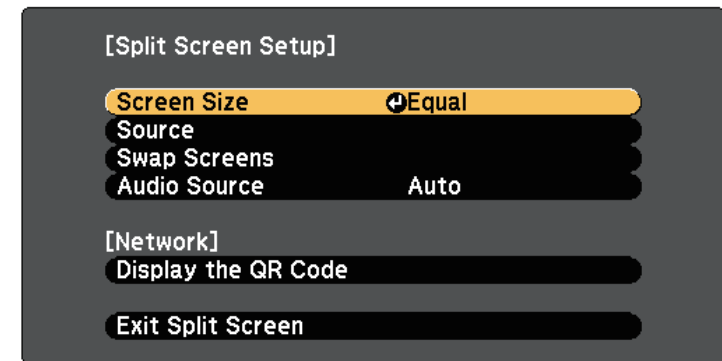 [Split Screen Setup]
Screen Size Equal
Source
Swap Screens
Audio Source Auto
[Network]
Display the QR Code
Exit Split Screen